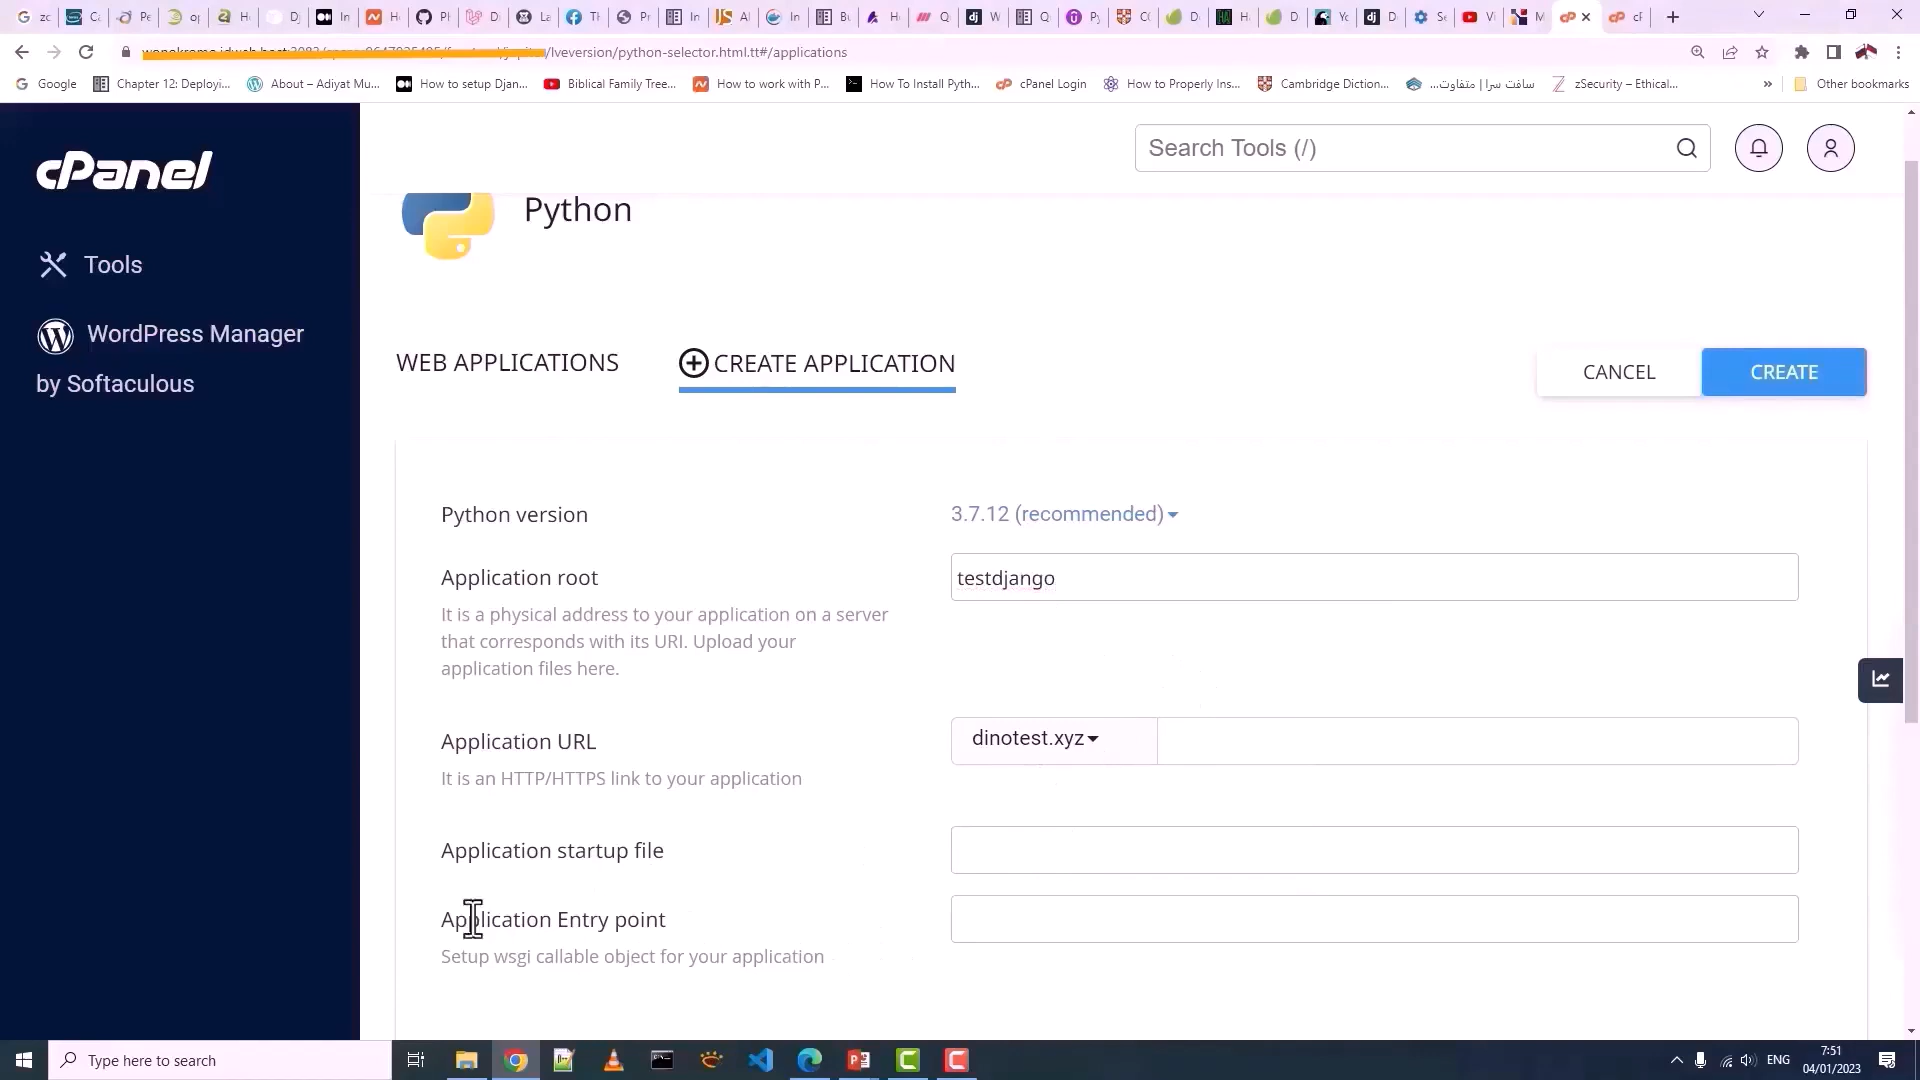 /lveversion/python-selector.html.tt#/applications
Google
Chapter 12: Deployi...
About – Adiyat Mu...
How to setup Djan...
Biblical Family Tree...
How to work with P...
How To Install Pyth...
cPanel Login
How to Properly Ins...
Cambridge Diction...
سافت سرا | متفاوت...
zSecurity – Ethical...
»
Other bookmarks
cPanel
Search Tools (/)
Tools
WordPress Manager
by Softaculous
Python
WEB APPLICATIONS
CREATE APPLICATION
CANCEL
CREATE
Python version
3.7.12 (recommended)
Application root
testdjango
It is a physical address to your application on a server
that corresponds with its URI. Upload your
application files here.
Application URL
dinotest.xyz
It is an HTTP/HTTPS link to your application
Application startup file
Application Entry point
Setup wsgi callable object for your application
Type here to search
ENG
7:51
04/01/2023